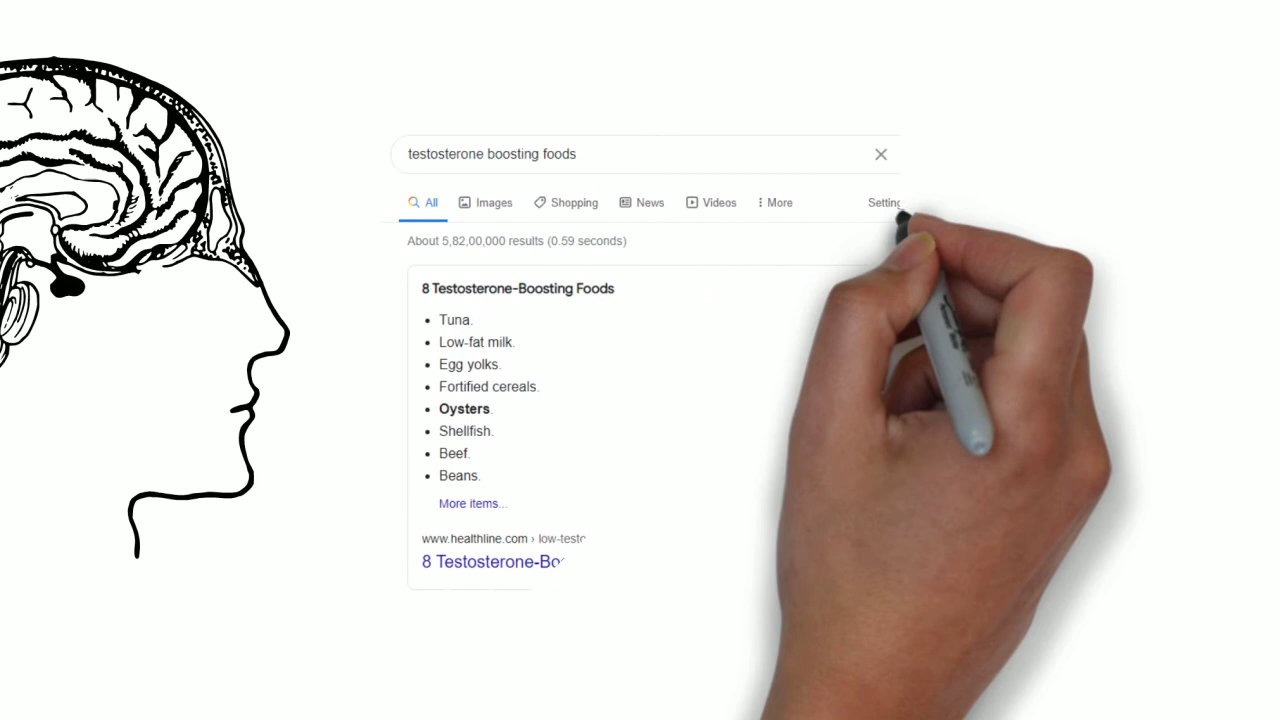 testosterone boosting foods
All Images Shopping News Videos More
About 5,82,00,000 results (0.59 seconds)
8 Testosterone-Boosting Foods
Tuna.
Low-fat milk.
Egg yolks.
Fortified cereals.
Oysters.
Shellfish.
Beef.
Beans.
More items...
www.healthline.com ›
8